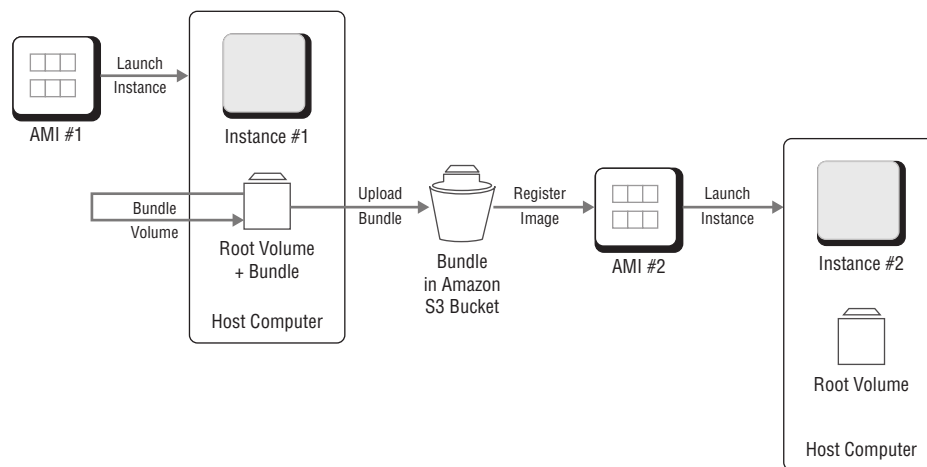 Launch
Instance
AMI #1
Instance #1
Bundle
Volume
Root Volume
+ Bundle
Host Computer
Upload
Bundle
Bundle
in Amazon
S3 Bucket
Register
Image
AMI #2
Launch
Instance
Instance #2
Root Volume
Host Computer